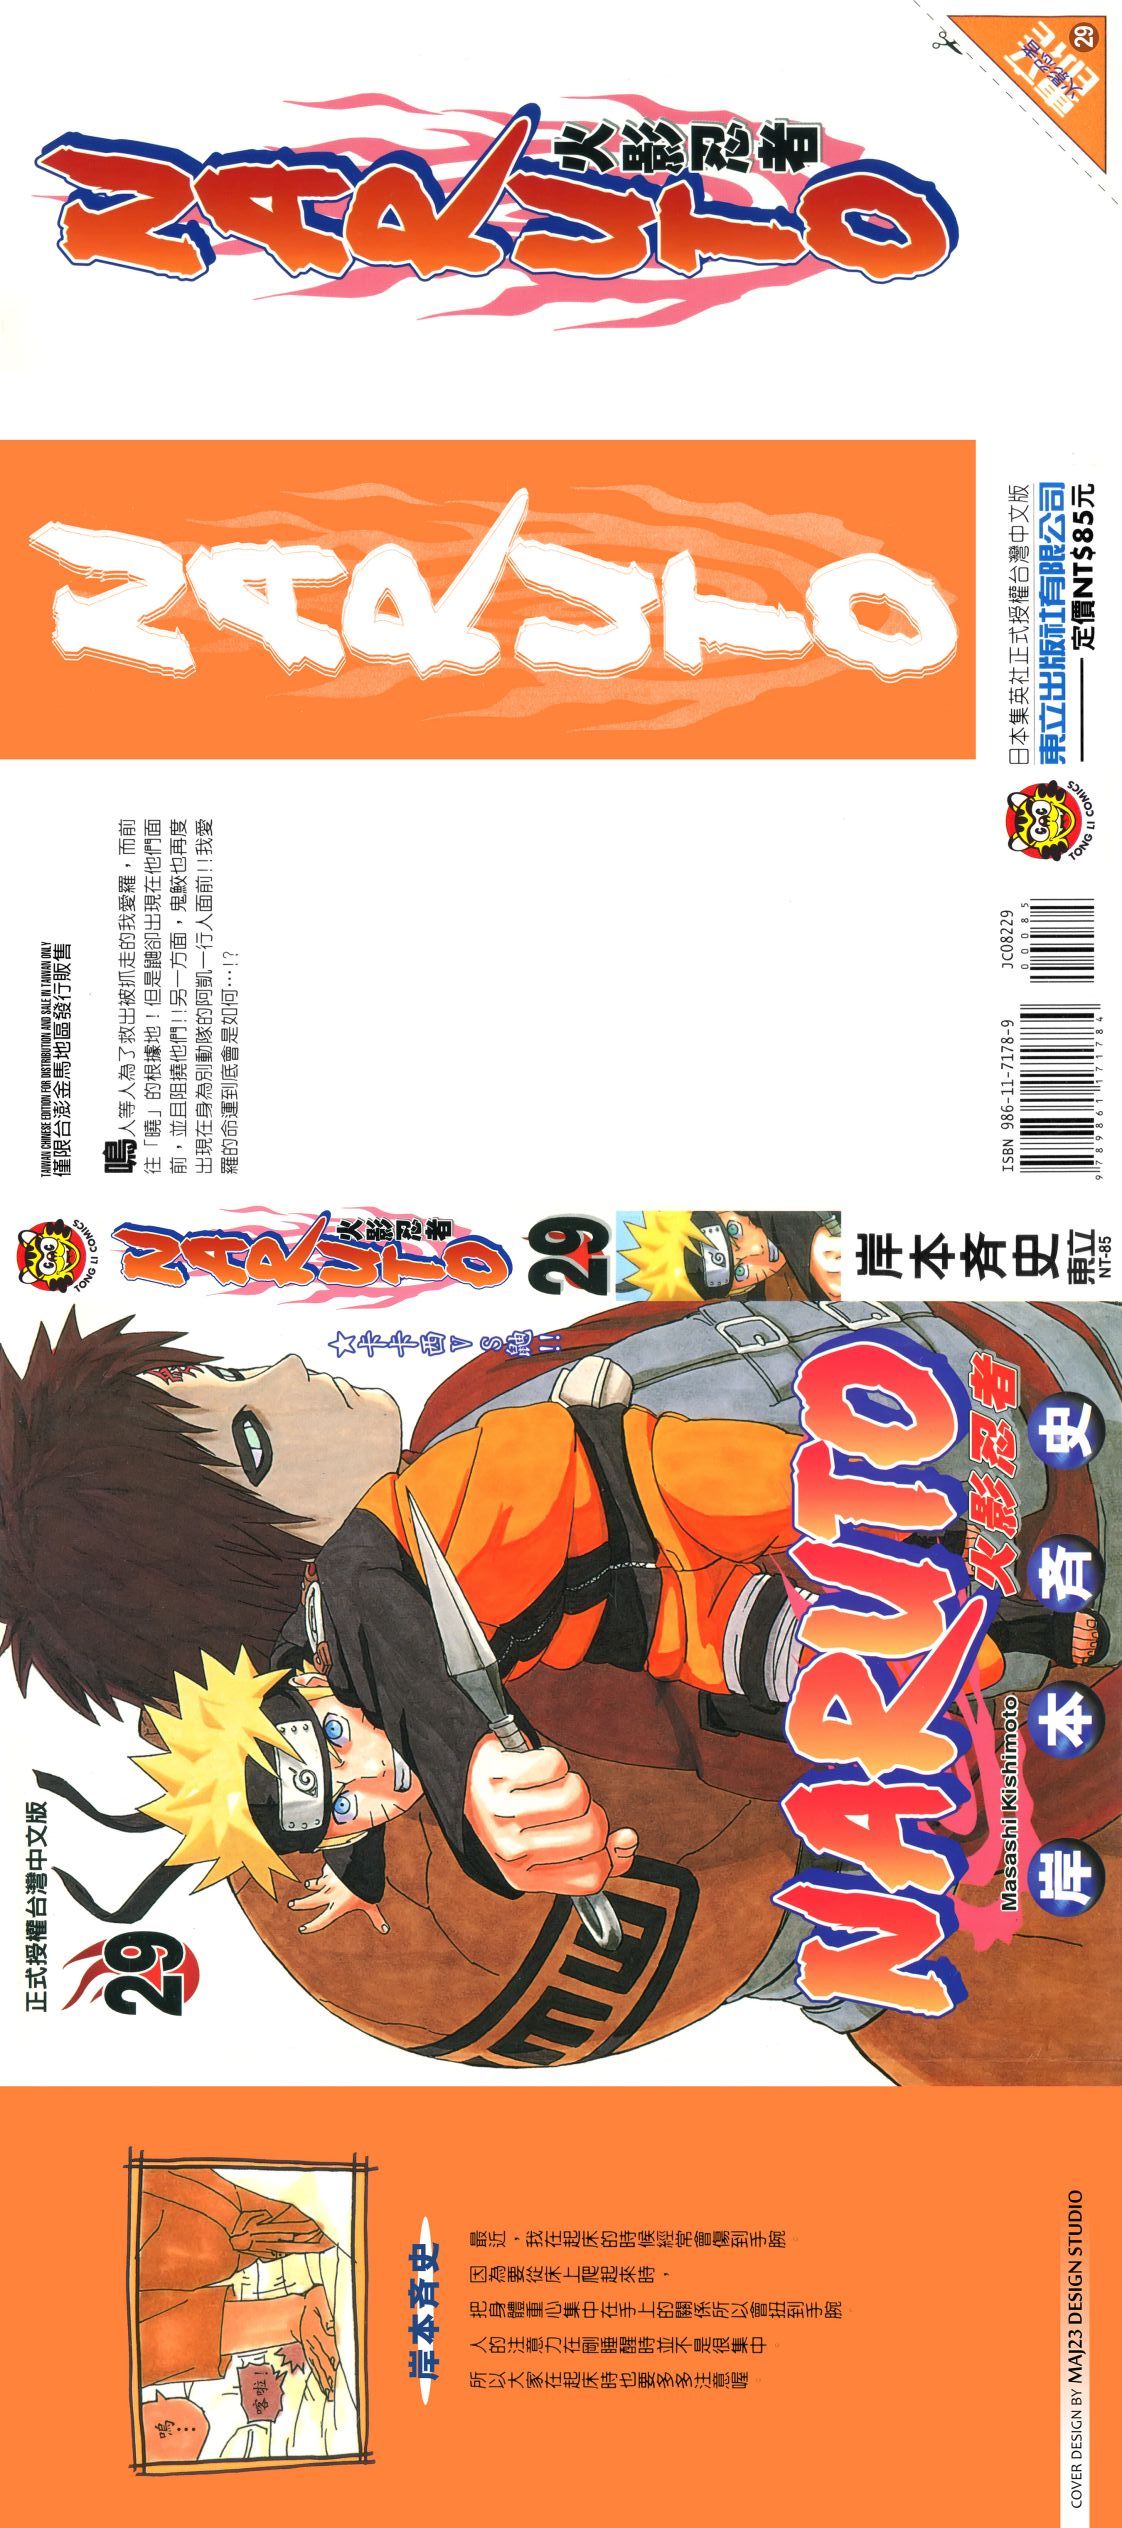 岸本斉史
最近，我在起床的時候經常會傷到手腕。
因為要從床上爬起來時，
把身體重心集中在手上的關係所以會扭到手腕。
人的注意力在剛睡醒時並不是很集中。
所以大家在起床時也要多多注意喔。
嗚…
喀啦!
COVER DESIGN BY MAJ23 DESIGN STUDIO
正式授權台灣中文版
29
★卡卡西vs鼬!!
NARUTO
火影忍者
Masashi Kishimoto
岸本斉史
TONG LI COMICS
NARUTO
火影忍者
29
岸本斉史
東立
NT-85
TAIWAN CHINESE EDITION FOR DISTRIBUTION AND SALE IN TAIWAN ONLY
僅限台澎金馬地區發行販售
鳴人等人為了救出被抓走的我愛羅，而前
往「曉」的根據地！但是鼬卻出現在他們面
前，並且阻撓他們!!另一方面，鬼鮫也再度
出現在身為別動隊的阿凱一行人面前!!我愛
羅的命運到底會是如何…!?
ISBN 986-11-7178-9
9789861171784
JC08229
00085
TONG LI COMICS
日本集英社正式授權台灣中文版
東立出版社有限公司
定價NT$85元
NARUTO
NARUTO
火影忍者
東立
火影忍者
29